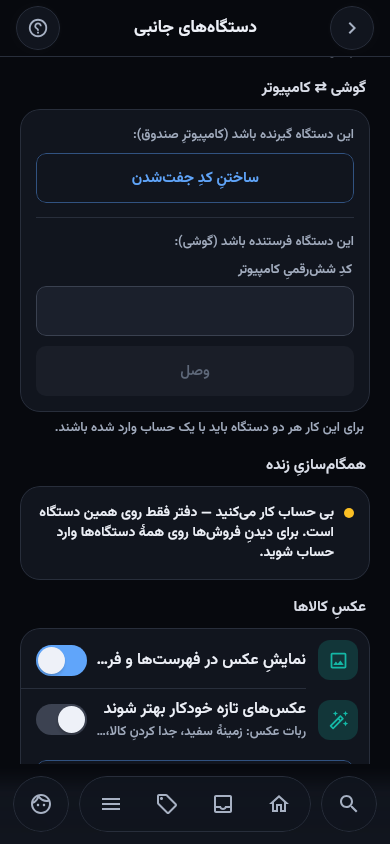 دستگاه‌های جانبی
گوشی ⇄ کامپیوتر
این دستگاه گیرنده باشد (کامپیوترِ صندوق):
ساختنِ کدِ جفت‌شدن
این دستگاه فرستنده باشد (گوشی):
کدِ شش‌رقمیِ کامپیوتر
وصل
برای این کار هر دو دستگاه باید با یک حساب وارد شده باشند.
همگام‌سازیِ زنده
بی حساب کار می‌کنید — دفتر فقط روی همین دستگاه
است. برای دیدنِ فروش‌ها روی همهٔ دستگاه‌ها وارد
حساب شوید.
عکسِ کالاها
نمایشِ عکس در فهرست‌ها و فر...
عکس‌های تازه خودکار بهتر شوند
ربات عکس: زمینهٔ سفید، جدا کردنِ کالا،...